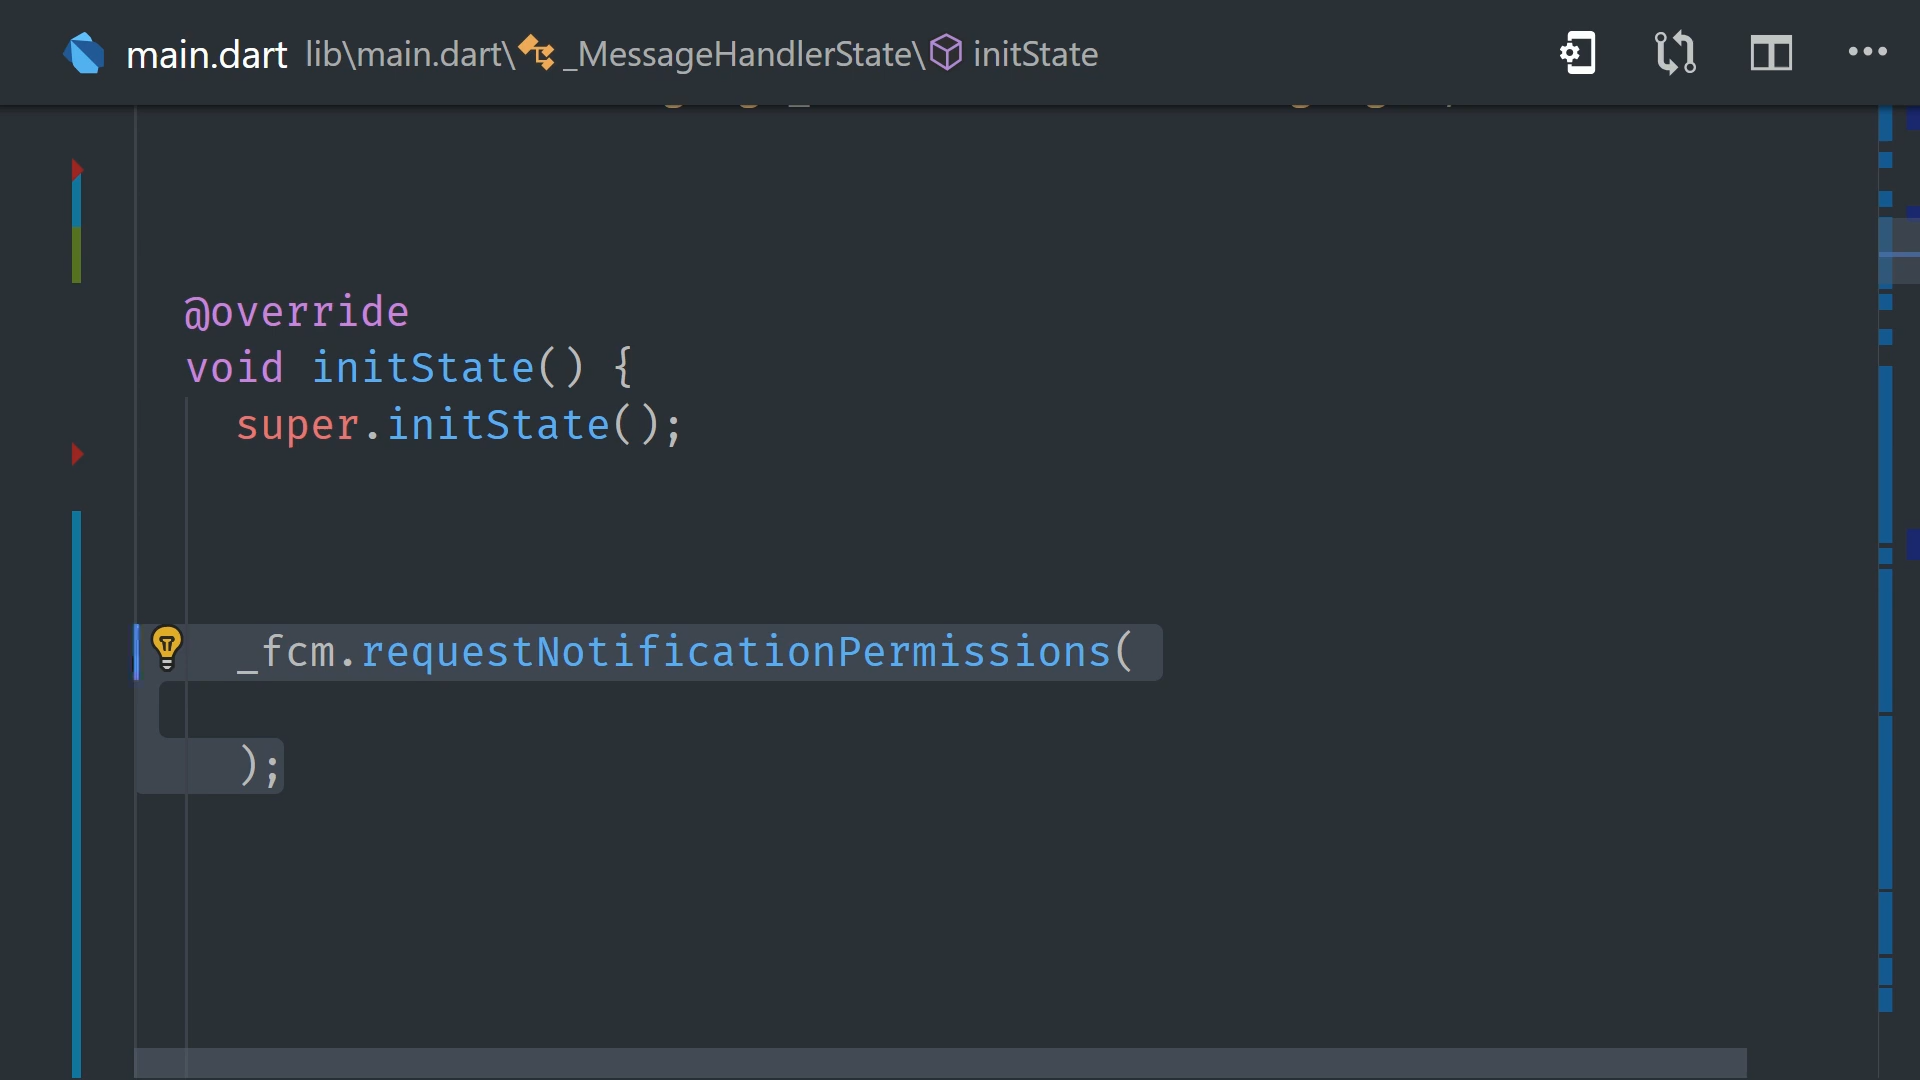 main.dart lib\main.dart\ _MessageHandlerState\ initState
@override
void initState() {
super.initState();
_fcm.requestNotificationPermissions(
);